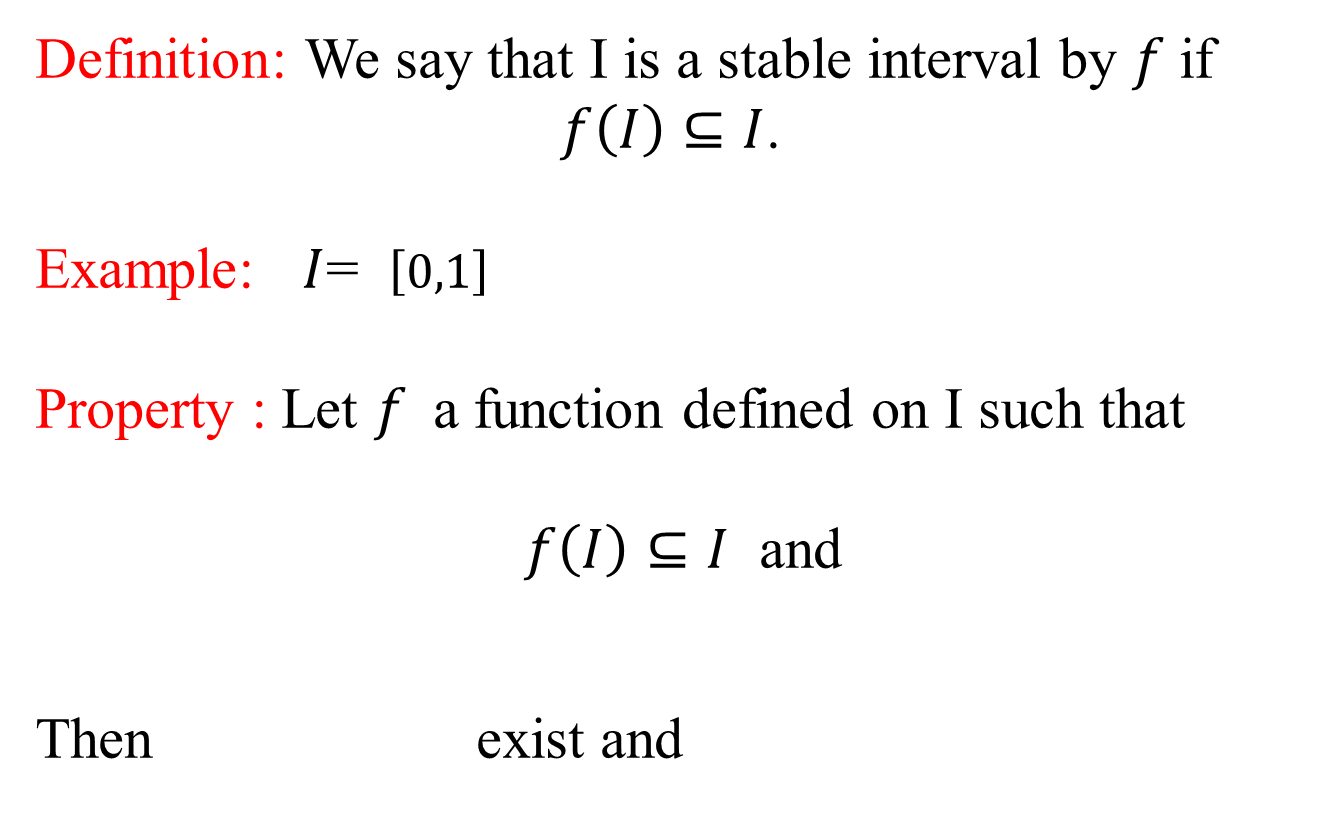 Definition: We say that I is a stable interval by f if
f(I) ⊆ I.
Example: I= [0,1]
Property : Let f a function defined on I such that
f(I) ⊆ I and
Then exist and